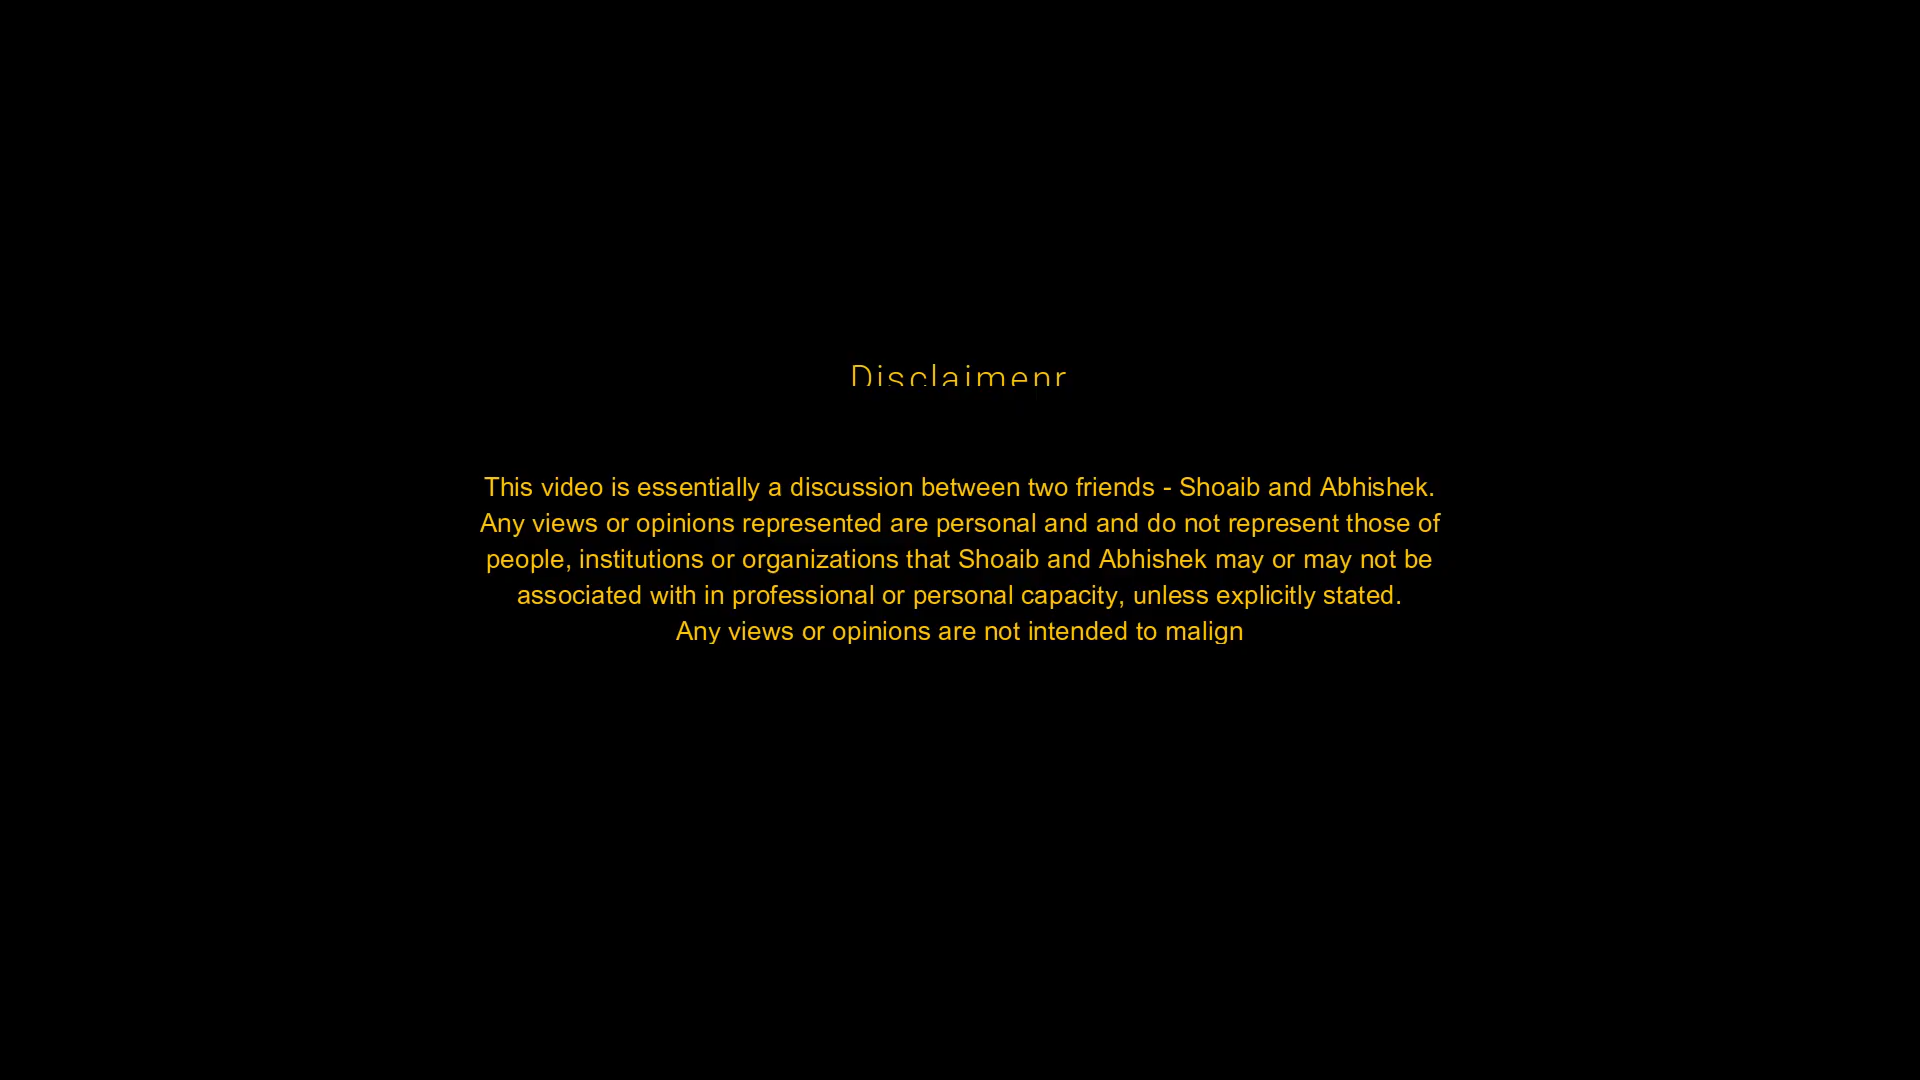 Disclaimenr
This video is essentially a discussion between two friends - Shoaib and Abhishek.
Any views or opinions represented are personal and and do not represent those of
people, institutions or organizations that Shoaib and Abhishek may or may not be
associated with in professional or personal capacity, unless explicitly stated.
Any views or opinions are not intended to malign